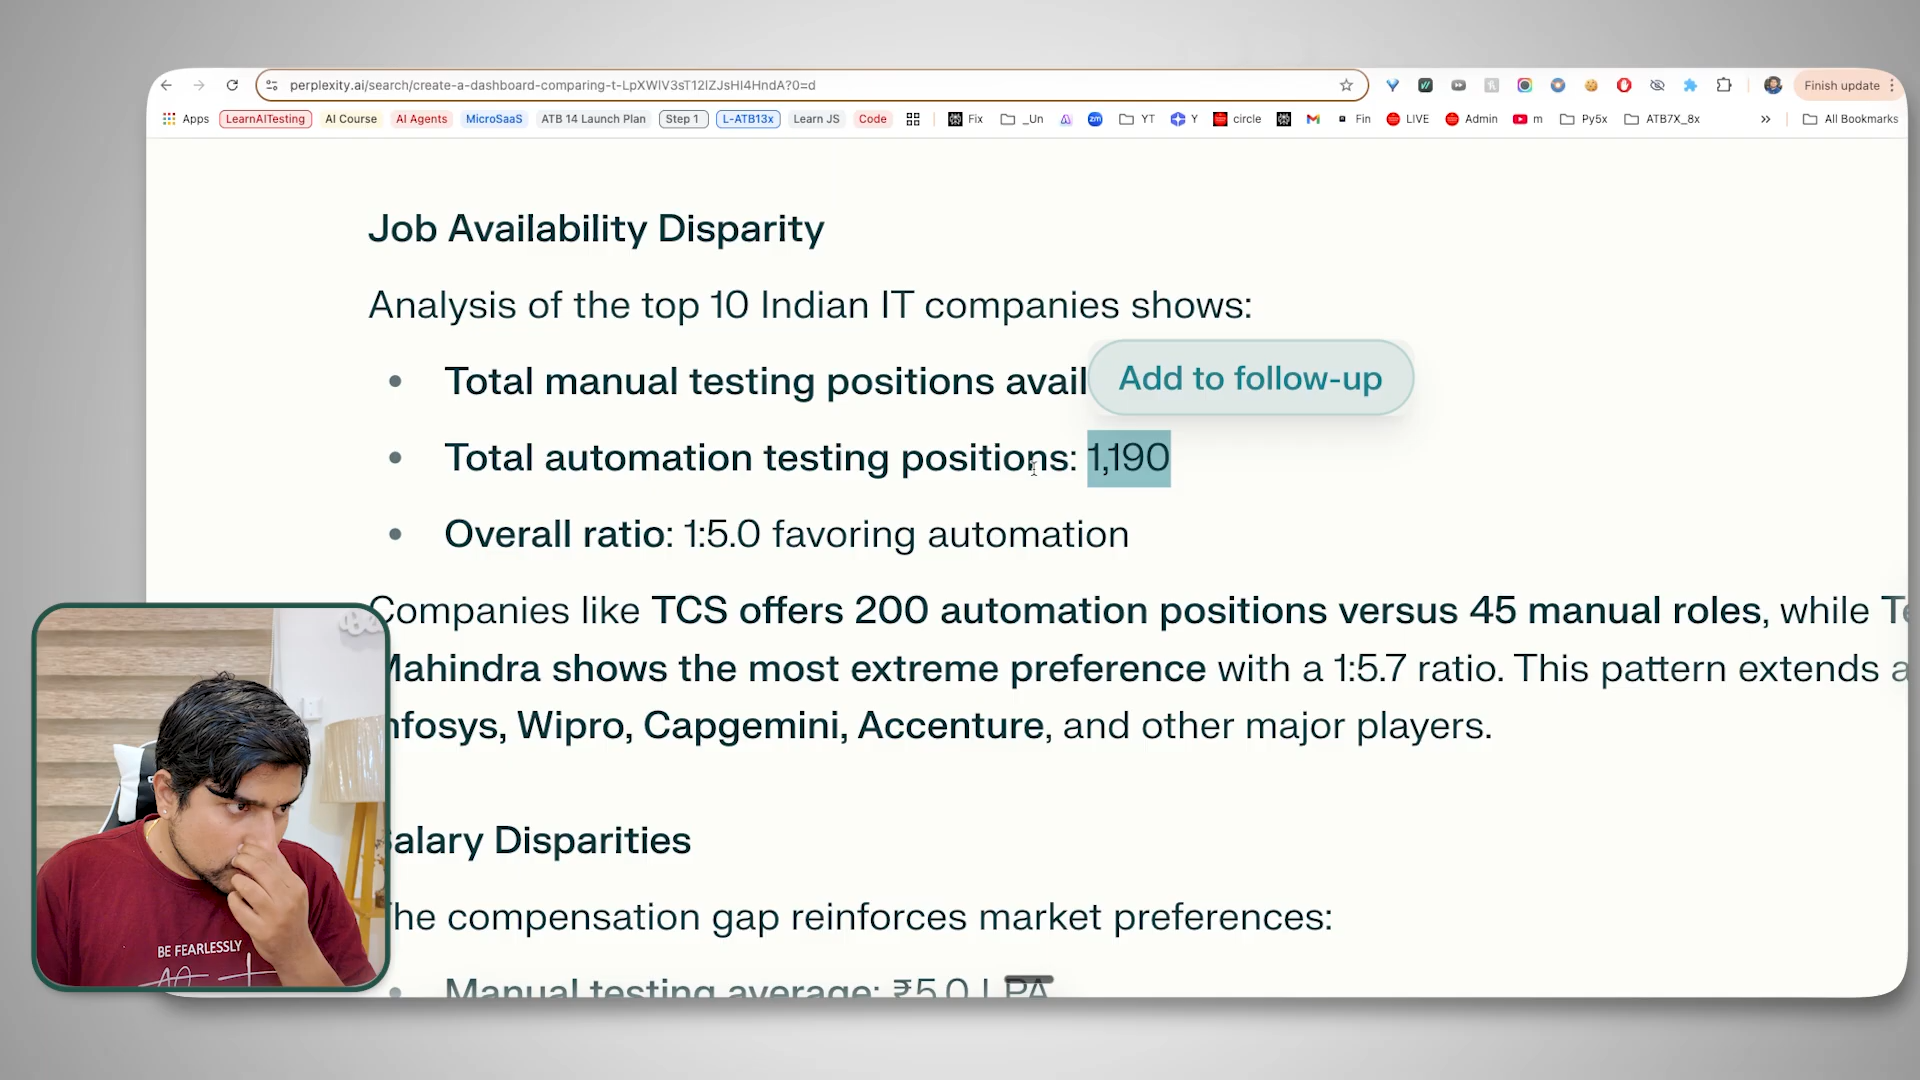 perplexity.ai/search/create-a-dashboard-comparing-t-LpXWlV3sT12lZJsHl4HndA?0=d
Finish update
Apps LearnAITesting AI Course AI Agents MicroSaaS ATB 14 Launch Plan Step 1 L-ATB13x Learn JS Code Fix _Un zm YT Y circle Fin LIVE Admin m Py5x ATB7X_8x » All Bookmarks
Job Availability Disparity
Analysis of the top 10 Indian IT companies shows:
• Total manual testing positions avail
Add to follow-up
• Total automation testing positions: 1,190
• Overall ratio: 1:5.0 favoring automation
Companies like TCS offers 200 automation positions versus 45 manual roles, while Te
Mahindra shows the most extreme preference with a 1:5.7 ratio. This pattern extends a
nfosys, Wipro, Capgemini, Accenture, and other major players.
Salary Disparities
The compensation gap reinforces market preferences:
• Manual testing average: ₹5.0 LPA
BE FEARLESSLY